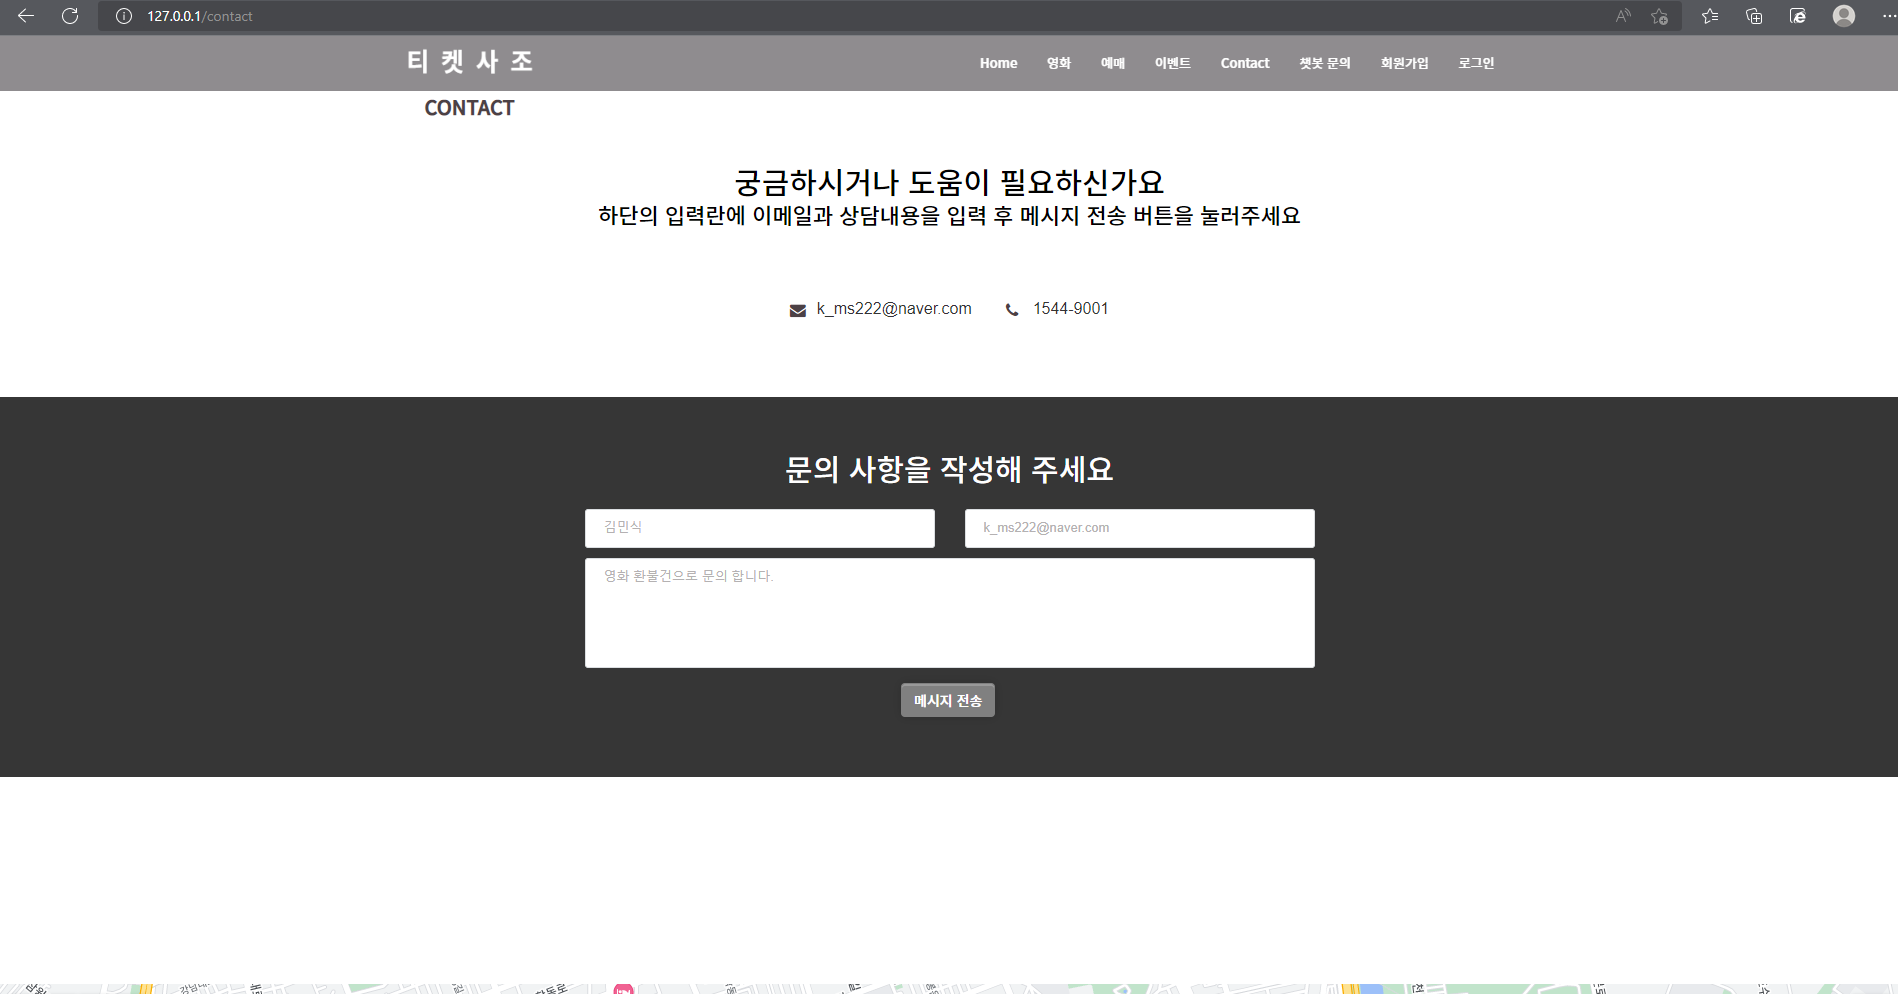 127.0.0.1/contact
티켓사조
Home 영화 예매 이벤트 Contact 챗봇 문의 회원가입 로그인
CONTACT
궁금하시거나 도움이 필요하신가요
하단의 입력란에 이메일과 상담내용을 입력 후 메시지 전송 버튼을 눌러주세요
k_ms222@naver.com 1544-9001
문의 사항을 작성해 주세요
김민식 k_ms222@naver.com
영화 환불건으로 문의 합니다.
메시지 전송